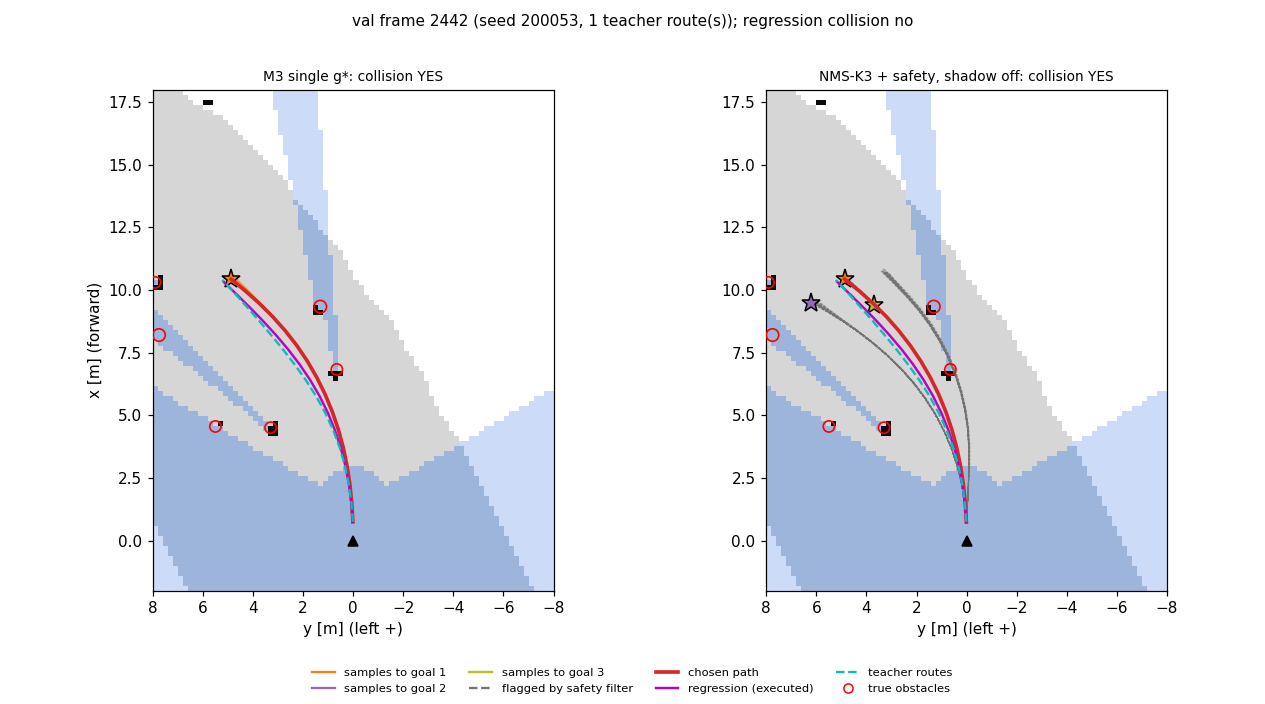 val frame 2442 (seed 200053, 1 teacher route(s)); regression collision no
M3 single g*: collision YES
NMS-K3 + safety, shadow off: collision YES
17.5
15.0
12.5
10.0
7.5
5.0
2.5
0.0
x [m] (forward)
8 6 4 2 0 −2 −4 −6 −8
y [m] (left +)
17.5
15.0
12.5
10.0
7.5
5.0
2.5
0.0
8 6 4 2 0 −2 −4 −6 −8
y [m] (left +)
samples to goal 1
samples to goal 2
samples to goal 3
flagged by safety filter
chosen path
regression (executed)
teacher routes
true obstacles